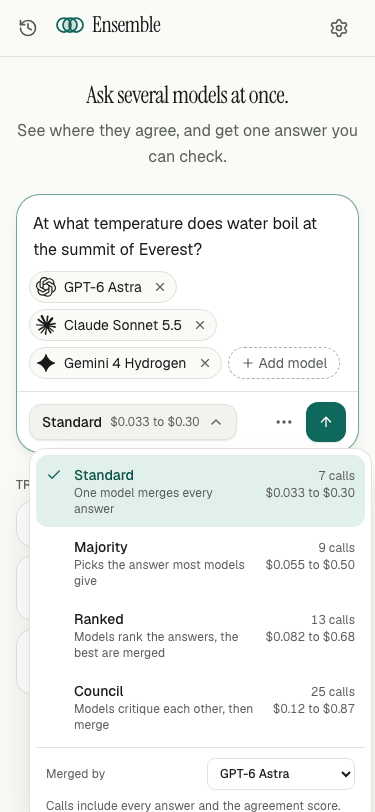 Ensemble
Ask several models at once.
See where they agree, and get one answer you
can check.
At what temperature does water boil at
the summit of Everest?
GPT-6 Astra
Claude Sonnet 5.5
Gemini 4 Hydrogen
+ Add model
Standard $0.033 to $0.30
TR
Standard 7 calls
One model merges every $0.033 to $0.30
answer
Majority 9 calls
Picks the answer most models $0.055 to $0.50
give
Ranked 13 calls
Models rank the answers, the $0.082 to $0.68
best are merged
Council 25 calls
Models critique each other, then $0.12 to $0.87
merge
Merged by GPT-6 Astra
Calls include every answer and the agreement score.